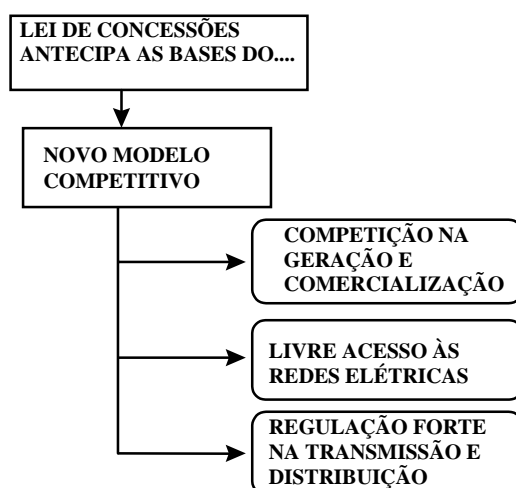 LEI DE CONCESSÕES
ANTECIPA AS BASES DO....
NOVO MODELO
COMPETITIVO
COMPETIÇÃO NA
GERAÇÃO E
COMERCIALIZAÇÃO
LIVRE ACESSO ÀS
REDES ELÉTRICAS
REGULAÇÃO FORTE
NA TRANSMISSÃO E
DISTRIBUIÇÃO